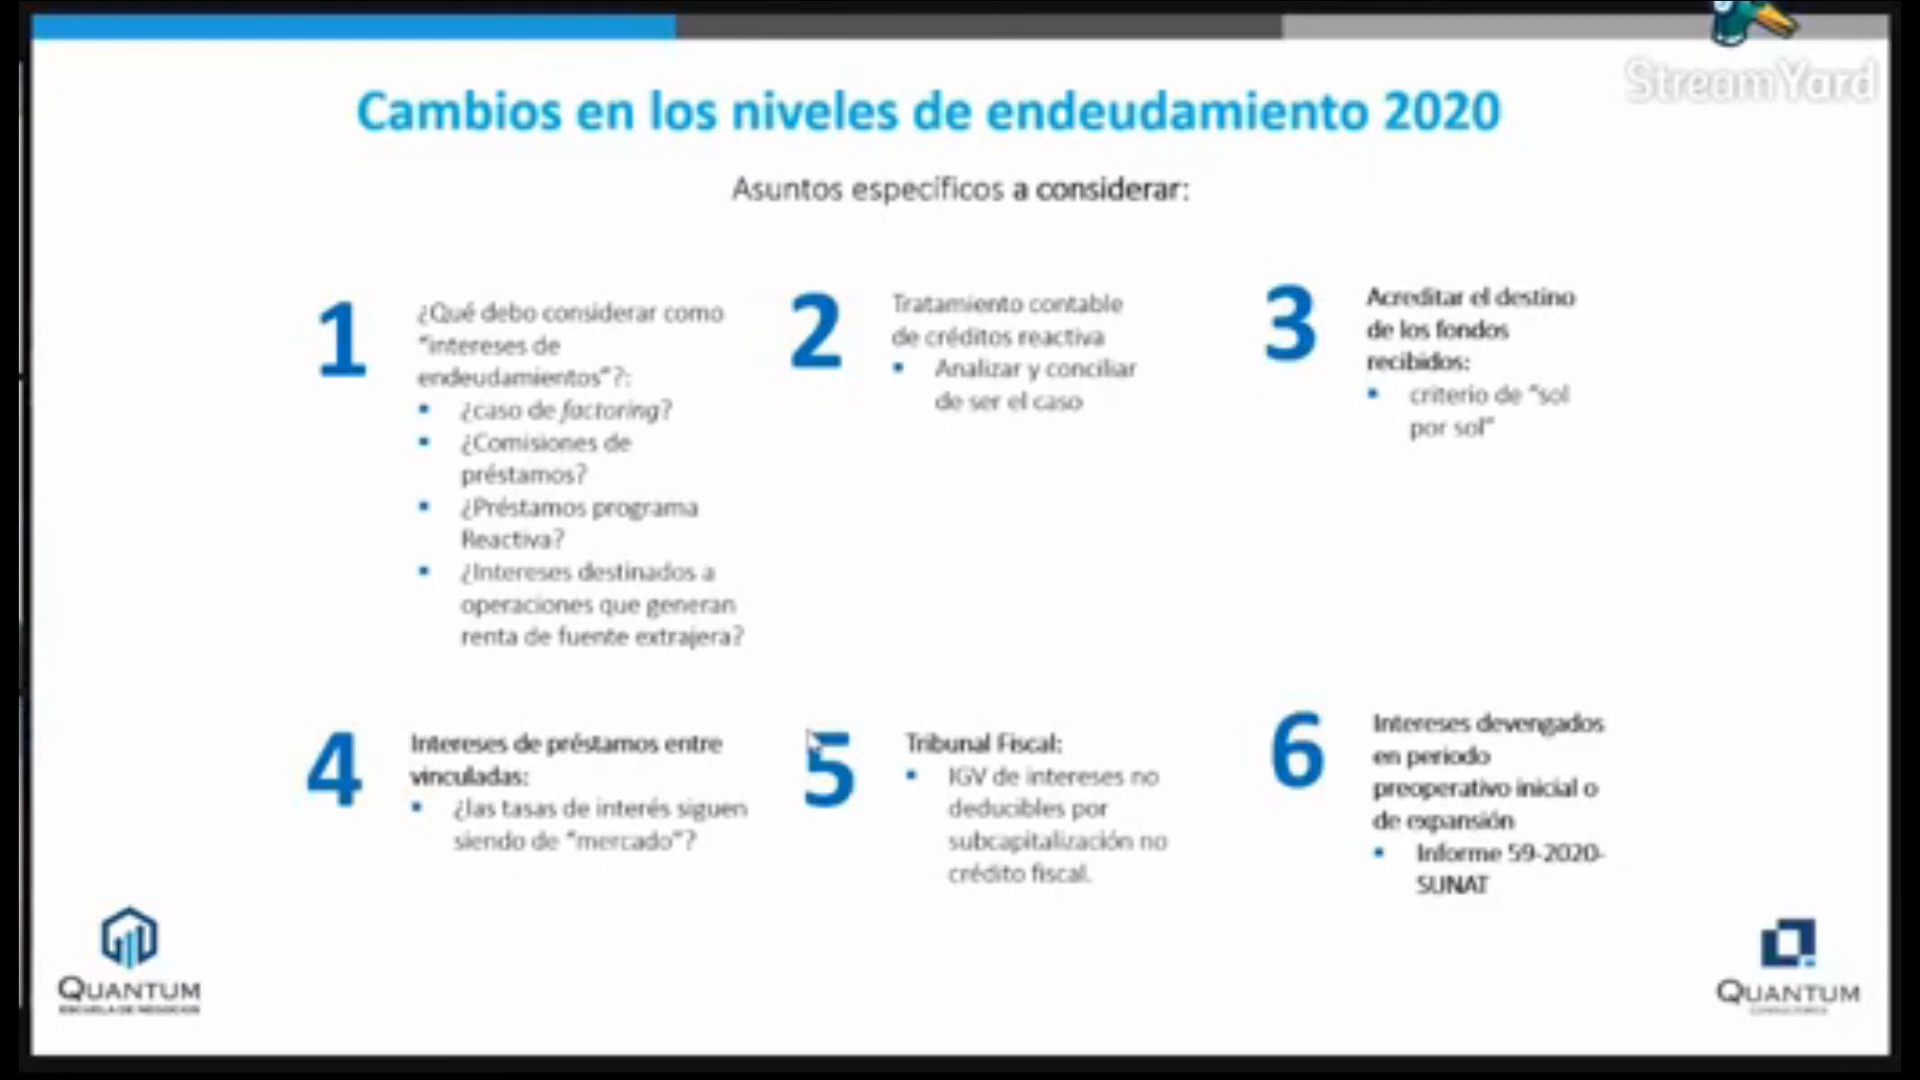 StreamYard
Cambios en los niveles de endeudamiento 2020
Asuntos específicos a considerar:
1
¿Qué debo considerar como
"intereses de
endeudamientos"?:
▪ ¿caso de factoring?
▪ ¿Comisiones de
préstamos?
▪ ¿Préstamos programa
Reactiva?
▪ ¿Intereses destinados a
operaciones que generan
renta de fuente extrajera?
2
Tratamiento contable
de créditos reactiva
▪ Analizar y conciliar
de ser el caso
3
Acreditar el destino
de los fondos
recibidos:
▪ criterio de "sol
por sol"
4
Intereses de préstamos entre
vinculadas:
▪ ¿las tasas de interés siguen
siendo de "mercado"?
5
Tribunal Fiscal:
▪ IGV de intereses no
deducibles por
subcapitalización no
crédito fiscal.
6
Intereses devengados
en periodo
preoperativo inicial o
de expansión
▪ Informe 59-2020-
SUNAT
QUANTUM
ESCUELA DE NEGOCIOS
QUANTUM